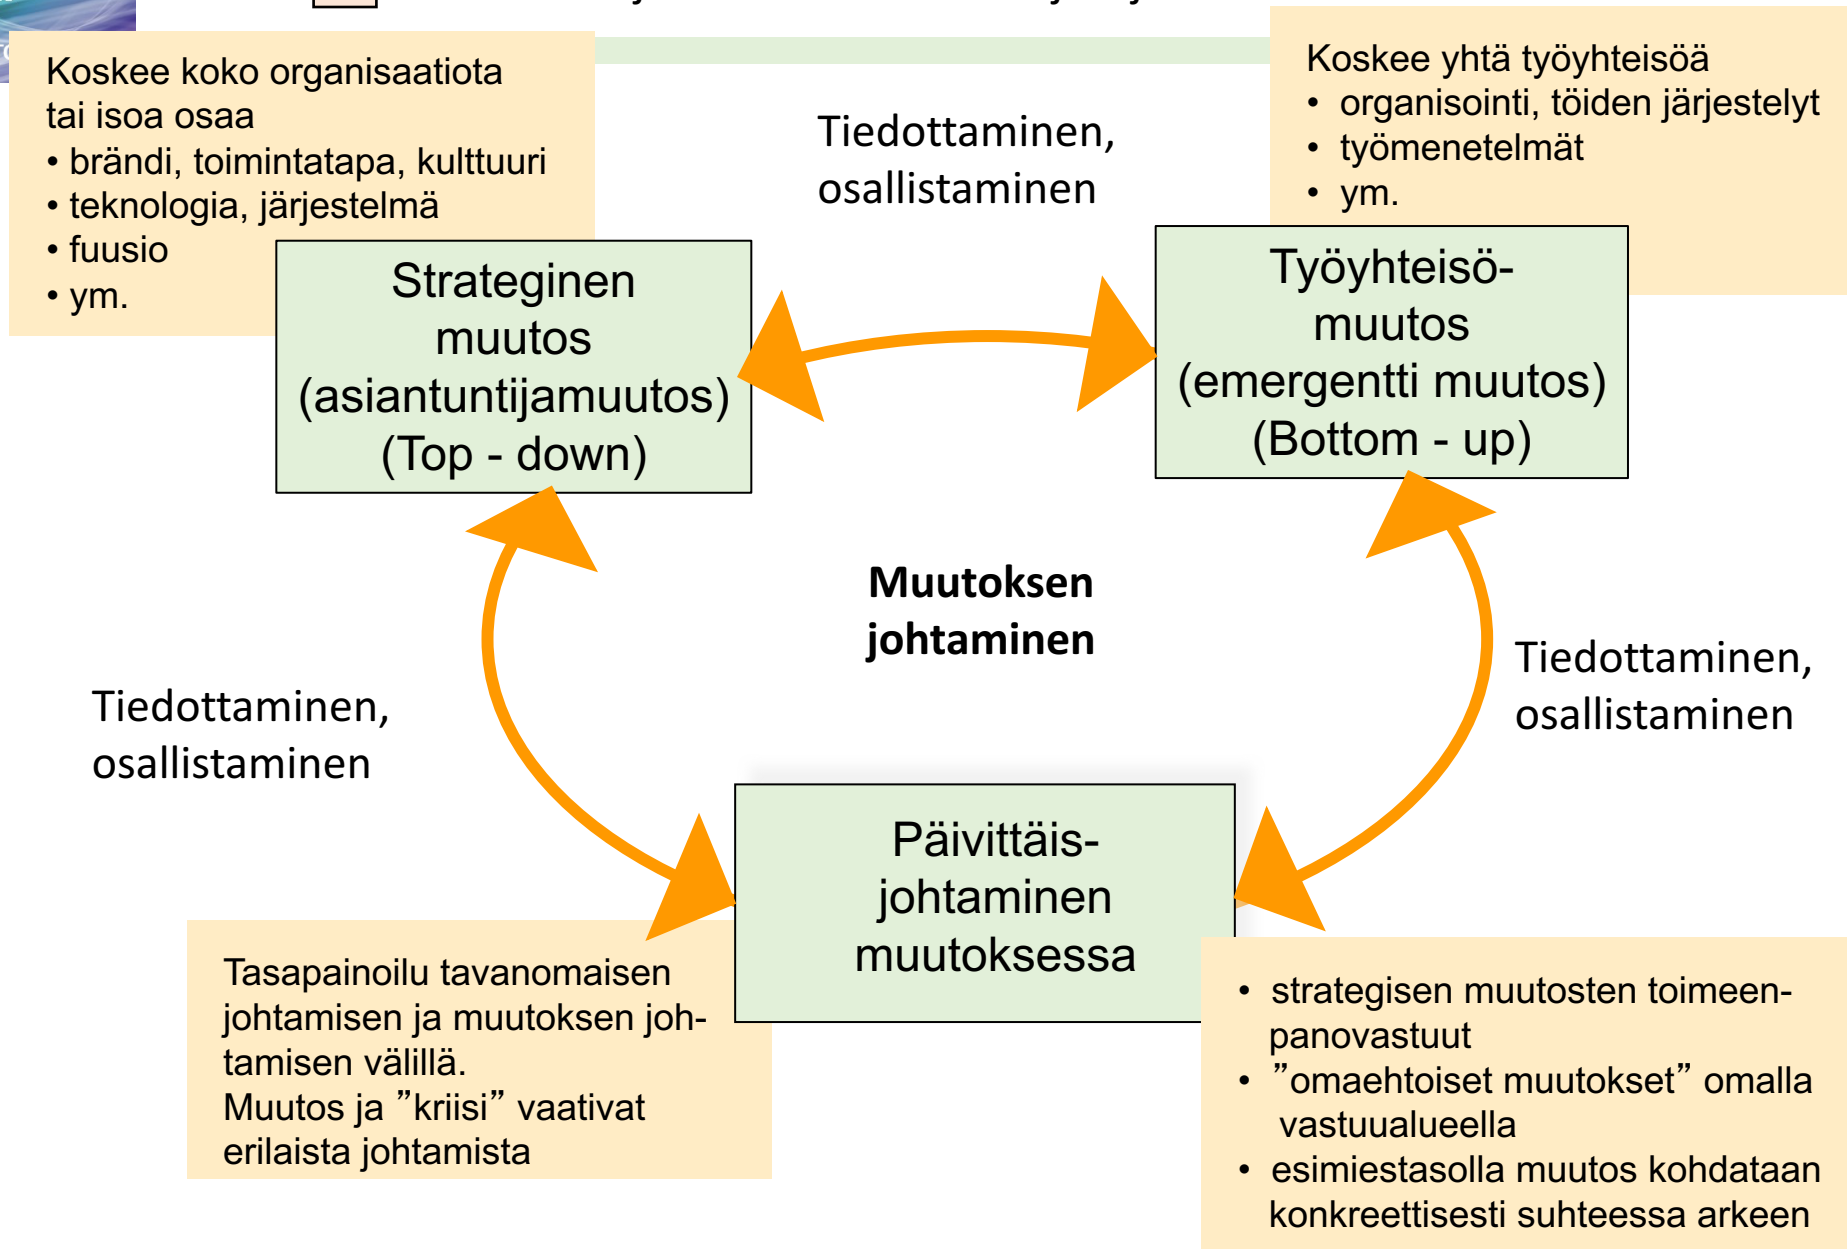 Koskee koko organisaatiota
tai isoa osaa
• brändi, toimintatapa, kulttuuri
• teknologia, järjestelmä
• fuusio
• ym.
Tiedottaminen,
osallistaminen
Koskee yhtä työyhteisöä
• organisointi, töiden järjestelyt
• työmenetelmät
• ym.
Strateginen
muutos
(asiantuntijamuutos)
(Top - down)
Työyhteisö-
muutos
(emergentti muutos)
(Bottom - up)
Muutoksen
johtaminen
Tiedottaminen,
osallistaminen
Tiedottaminen,
osallistaminen
Päivittäis-
johtaminen
muutoksessa
Tasapainoilu tavanomaisen
johtamisen ja muutoksen joh-
tamisen välillä.
Muutos ja ”kriisi” vaativat
erilaista johtamista
• strategisen muutosten toimeen-
panovastuut
• ”omaehtoiset muutokset” omalla
vastuualueella
• esimiestasolla muutos kohdataan
konkreettisesti suhteessa arkeen